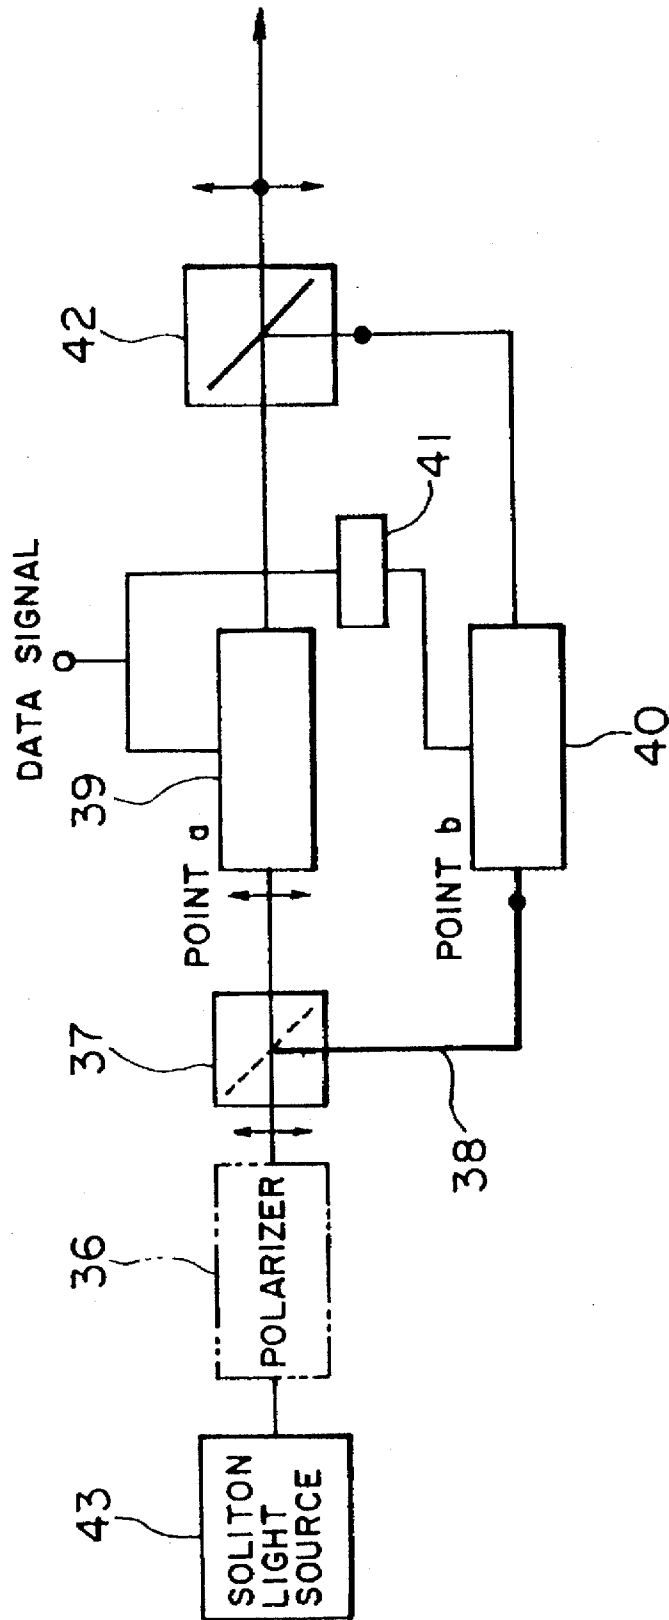 43
SOLITON
LIGHT
SOURCE
36
POLARIZER
37
38
POINT a
39
DATA SIGNAL
POINT b
40
41
42